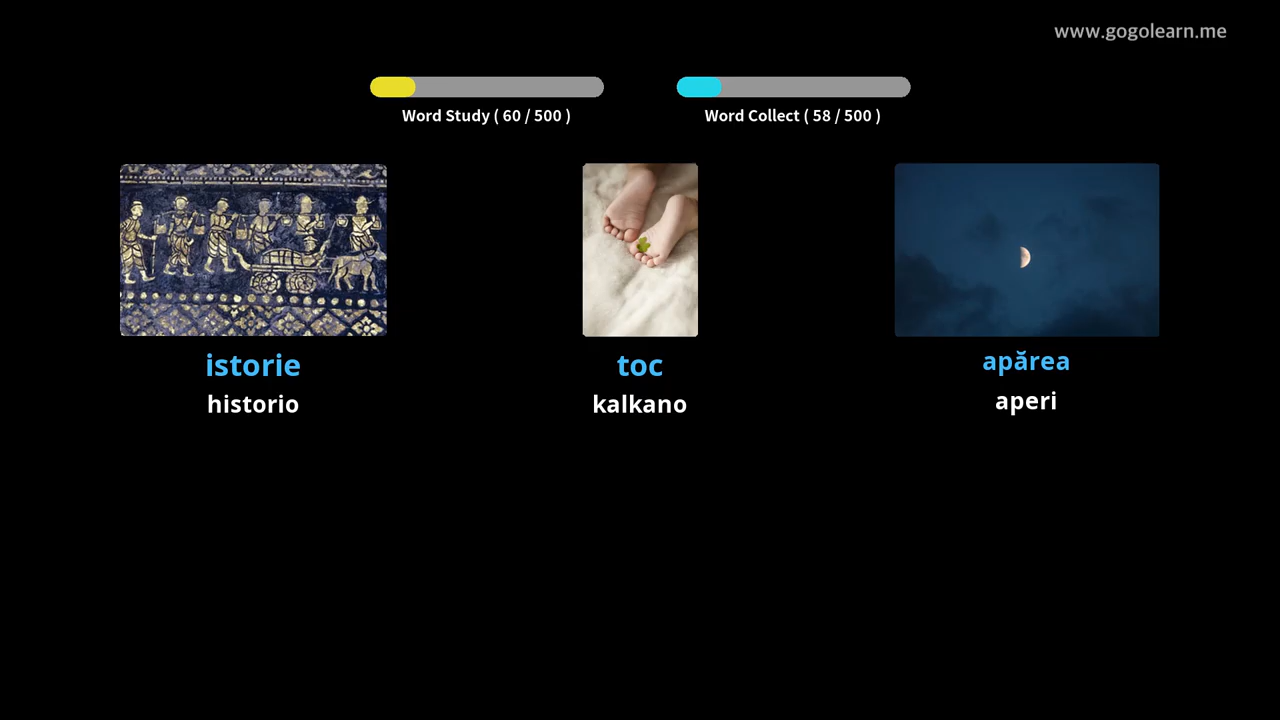 www.gogolearn.me
Word Study ( 60 / 500 )
Word Collect ( 58 / 500 )
istorie
historio
toc
kalkano
apărea
aperi